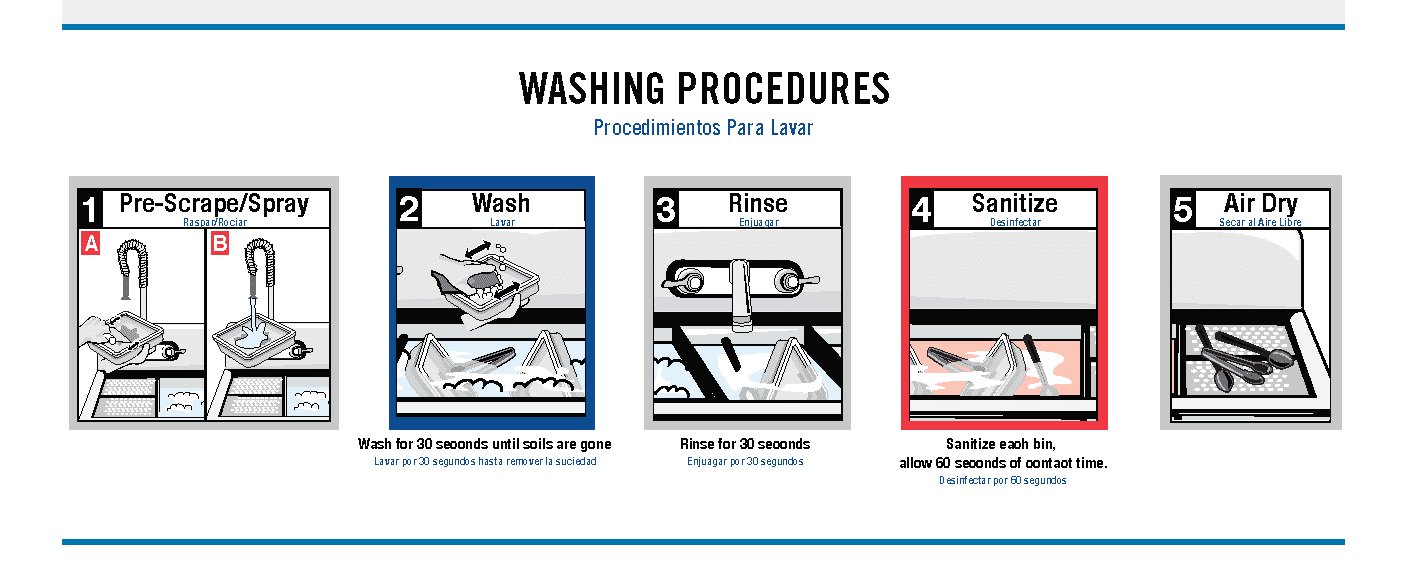 WASHING PROCEDURES
Procedimientos Para Lavar
1 Pre-Scrape/Spray
Raspar/Rociar
A
B
2 Wash
Lavar
Wash for 30 seconds until soils are gone
Lavar por 30 segundos hasta remover la suciedad
3 Rinse
Enjuagar
Rinse for 30 seconds
Enjuagar por 30 segundos
4 Sanitize
Desinfectar
Sanitize each bin,
allow 60 seconds of contact time.
Desinfectar por 60 segundos
5 Air Dry
Secar al Aire Libre